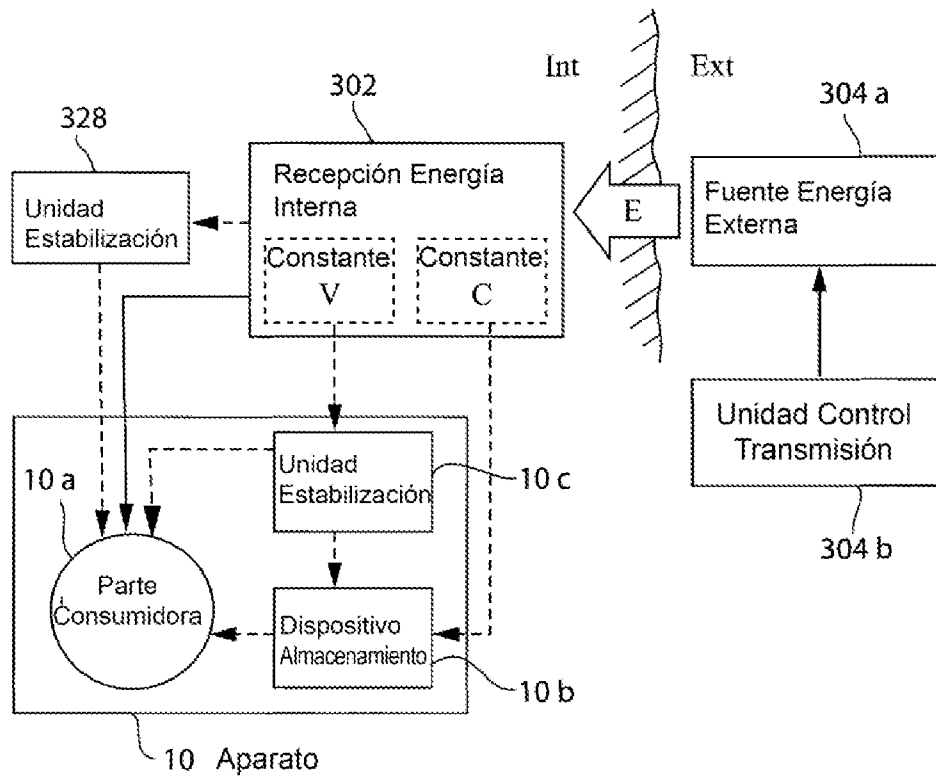 Int
Ext
302
304 a
328
Recepción Energía
Interna
Fuente Energía
Externa
Unidad
Estabilización
E
Constante
V
Constante
C
Unidad Control
Transmisión
10 a
Unidad
Estabilización
10 c
304 b
Parte
Consumidora
Dispositivo
Almacenamiento
10 b
10 Aparato